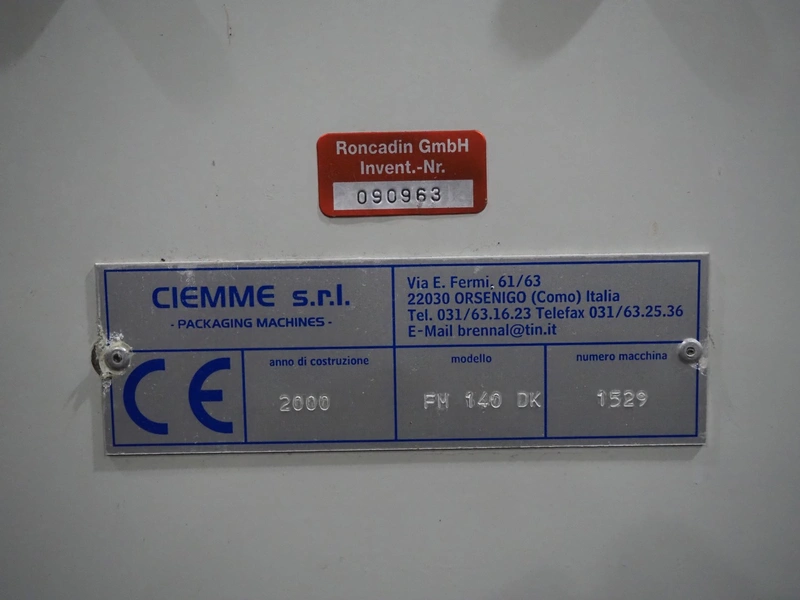 Roncadin GmbH
Invent.-Nr.
090963
CIEMME s.r.l.
- PACKAGING MACHINES -
Via E. Fermi, 61/63
22030 ORSENIGO (Como) Italia
Tel. 031/63.16.23 Telefax 031/63.25.36
E-Mail brennal@tin.it
CE
anno di costruzione
2000
modello
FM 140 DK
numero macchina
1529